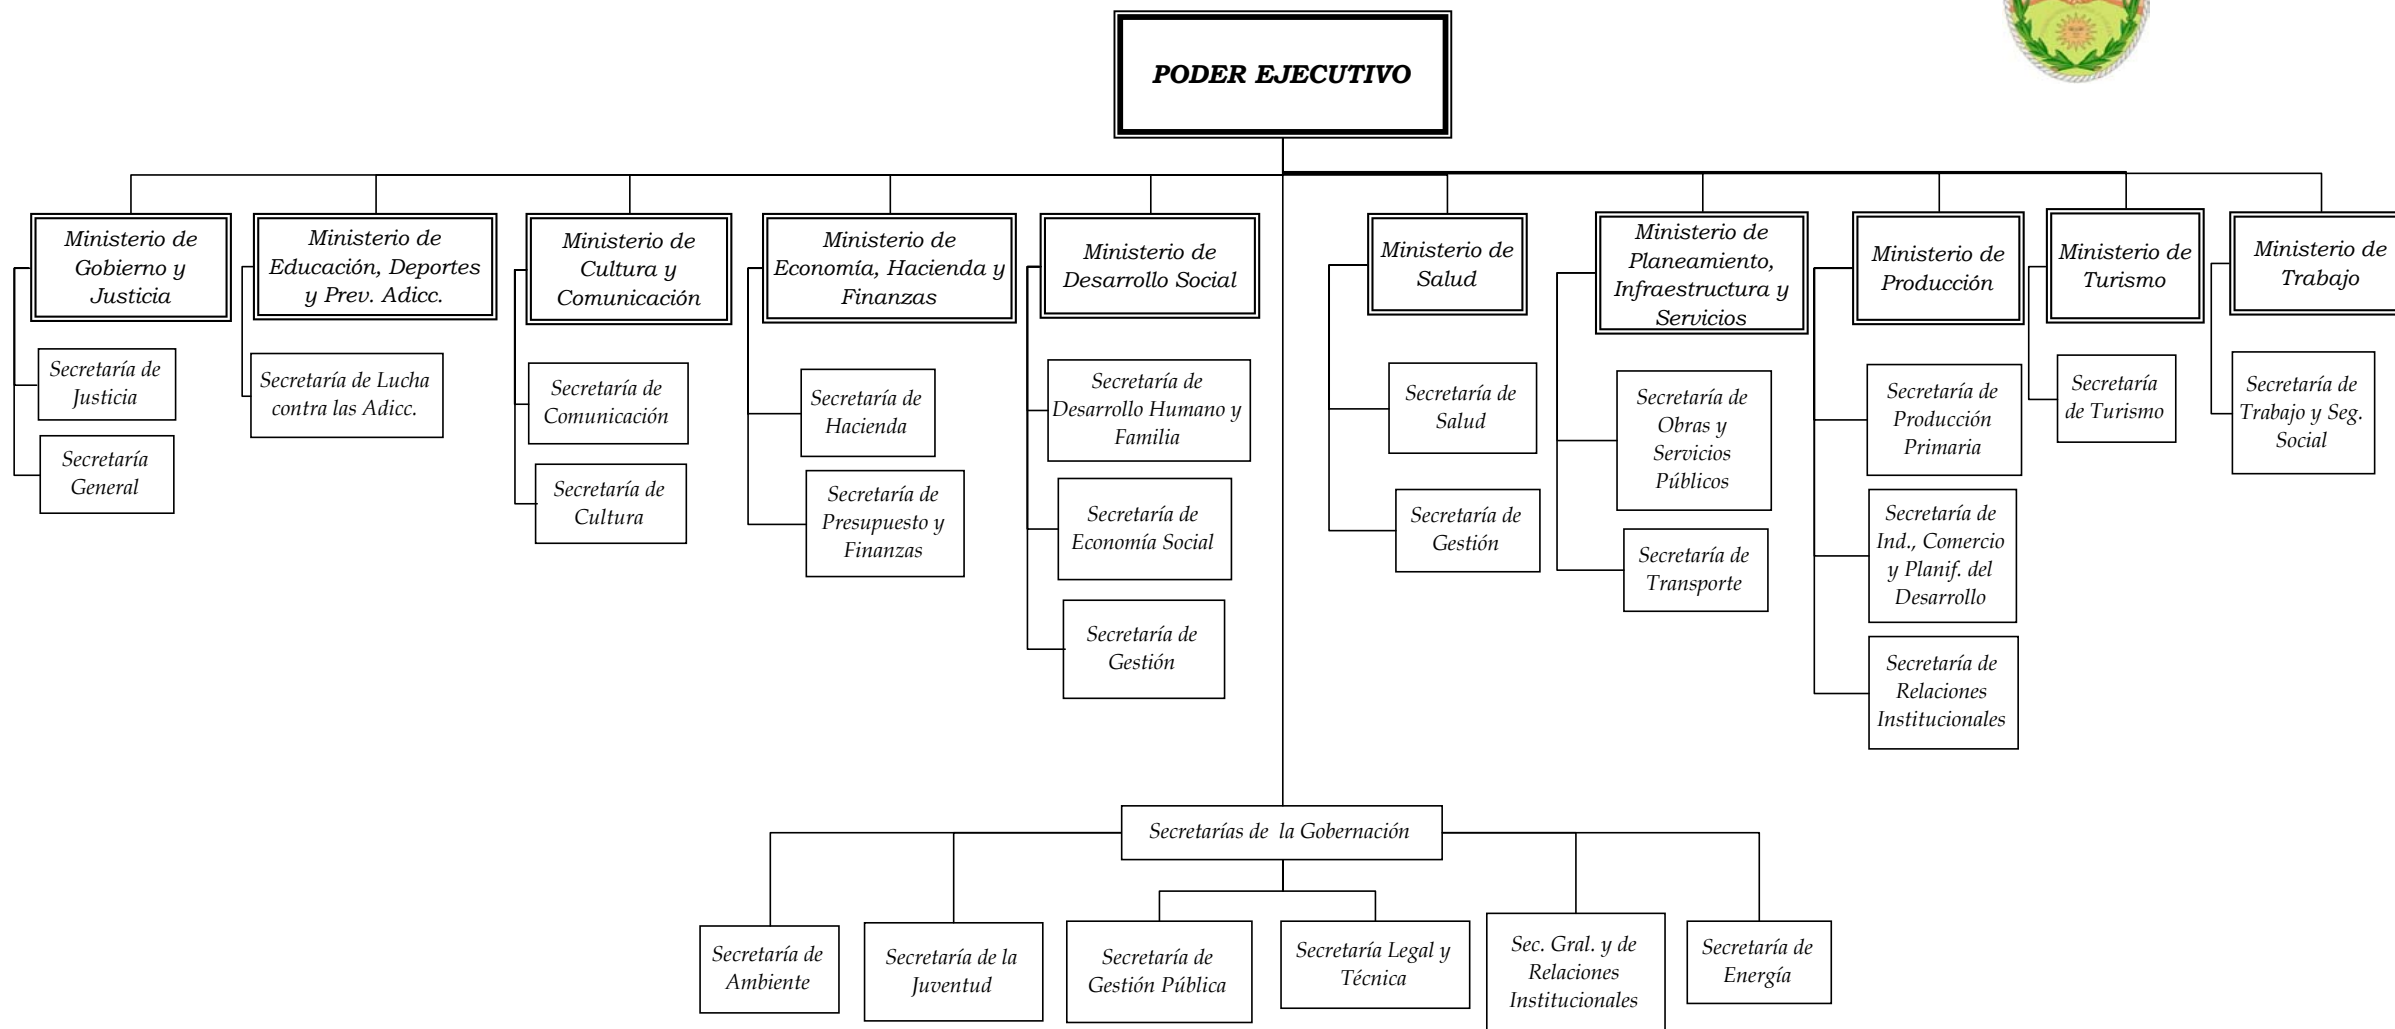 PODER EJECUTIVO
Ministerio de
Gobierno y
Justicia
Ministerio de
Educación, Deportes
y Prev. Adicc.
Ministerio de
Cultura y
Comunicación
Ministerio de
Economía, Hacienda y
Finanzas
Ministerio de
Desarrollo Social
Ministerio de
Salud
Ministerio de
Planeamiento,
Infraestructura y
Servicios
Ministerio de
Producción
Ministerio de
Turismo
Ministerio de
Trabajo
Secretaría de
Justicia
Secretaría
General
Secretaría de Lucha
contra las Adicc.
Secretaría de
Comunicación
Secretaría de
Cultura
Secretaría de
Hacienda
Secretaría de
Presupuesto y
Finanzas
Secretaría de
Desarrollo Humano y
Familia
Secretaría de
Economía Social
Secretaría de
Gestión
Secretaría de
Salud
Secretaría de
Gestión
Secretaría de
Obras y
Servicios
Públicos
Secretaría de
Transporte
Secretaría de
Producción
Primaria
Secretaría de
Ind., Comercio
y Planif. del
Desarrollo
Secretaría de
Relaciones
Institucionales
Secretaría
de Turismo
Secretaría de
Trabajo y Seg.
Social
Secretarías de la Gobernación
Secretaría de
Ambiente
Secretaría de la
Juventud
Secretaría de
Gestión Pública
Secretaría Legal y
Técnica
Sec. Gral. y de
Relaciones
Institucionales
Secretaría de
Energía